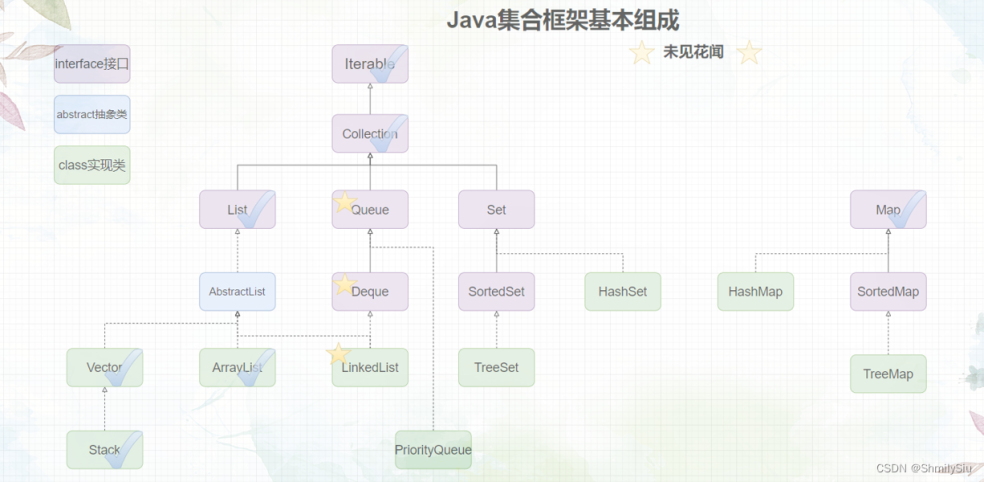 Java集合框架基本组成
未见花闻
interface接口
abstract抽象类
class实现类
Iterable
Collection
List
Queue
Set
Map
AbstractList
Deque
SortedSet
HashSet
HashMap
SortedMap
Vector
ArrayList
LinkedList
TreeSet
TreeMap
Stack
PriorityQueue
CSDN @ShmilySiu